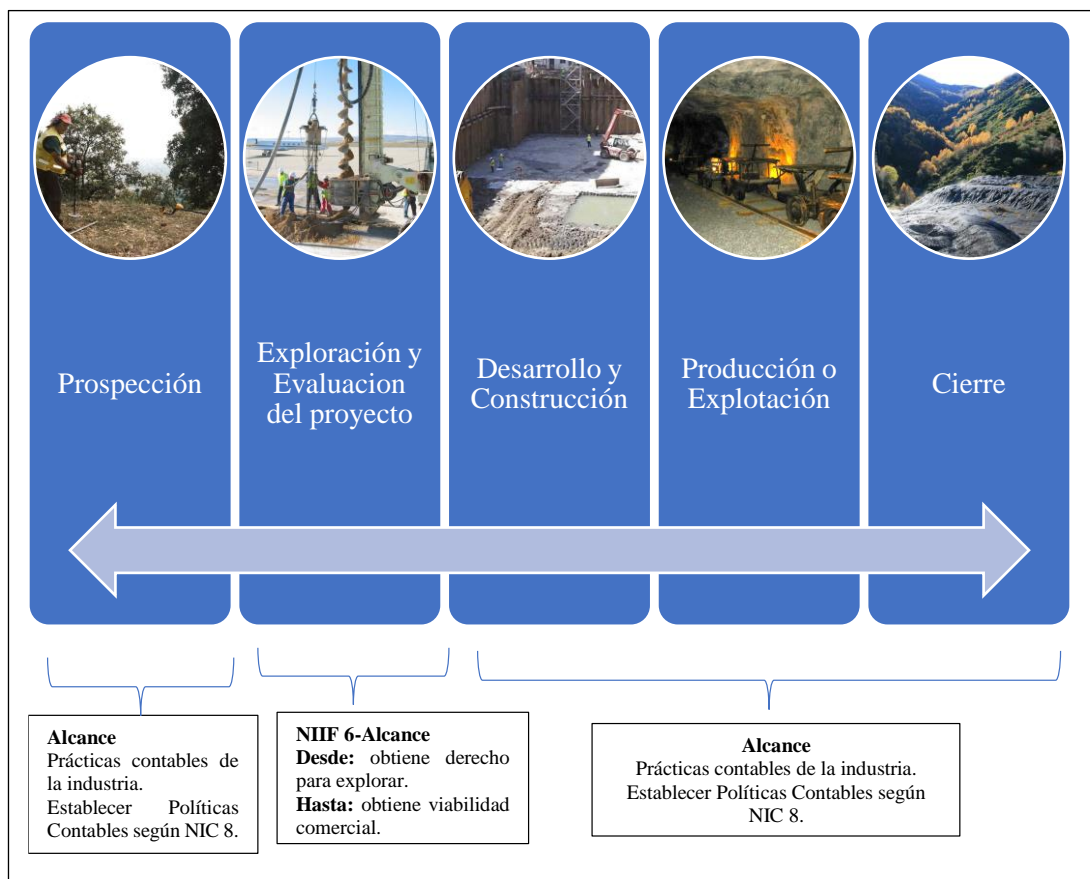 Prospección
Exploración y
Evaluacion
del proyecto
Desarrollo y
Construcción
Producción o
Explotación
Cierre
Alcance
Prácticas contables de
la industria.
Establecer Políticas
Contables según NIC 8.
NIIF 6-Alcance
Desde: obtiene derecho
para explorar.
Hasta: obtiene viabilidad
comercial.
Alcance
Prácticas contables de la industria.
Establecer Políticas Contables según
NIC 8.